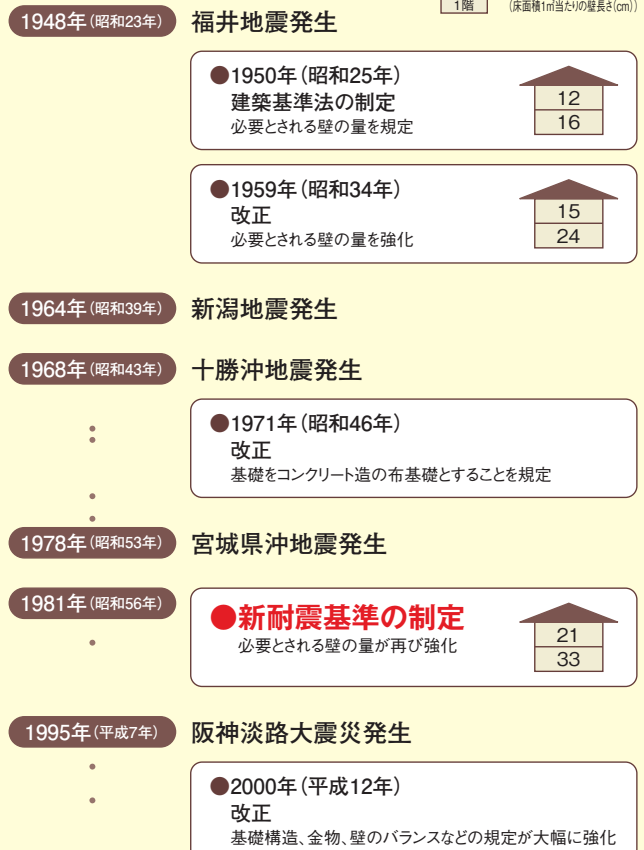 1階
(床面積1㎡当たりの壁長さ(cm))
1948年(昭和23年) 福井地震発生
●1950年(昭和25年)
建築基準法の制定
必要とされる壁の量を規定
12
16
●1959年(昭和34年)
改正
必要とされる壁の量を強化
15
24
1964年(昭和39年) 新潟地震発生
1968年(昭和43年) 十勝沖地震発生
●1971年(昭和46年)
改正
基礎をコンクリート造の布基礎とすることを規定
1978年(昭和53年) 宮城県沖地震発生
1981年(昭和56年)
●新耐震基準の制定
必要とされる壁の量が再び強化
21
33
1995年(平成7年) 阪神淡路大震災発生
●2000年(平成12年)
改正
基礎構造、金物、壁のバランスなどの規定が大幅に強化